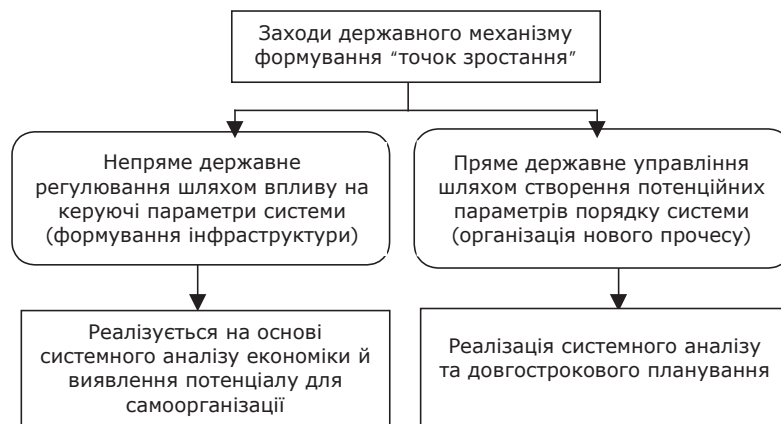 Заходи державного механізму
формування “точок зростання”
Непряме державне
регулювання шляхом впливу на
керуючі параметри системи
(формування інфраструктури)
Пряме державне управління
шляхом створення потенційних
параметрів порядку системи
(організація нового прочесу)
Реалізується на основі
системного аналізу економіки й
виявлення потенціалу для
самоорганізації
Реалізація системного аналізу
та довгострокового планування